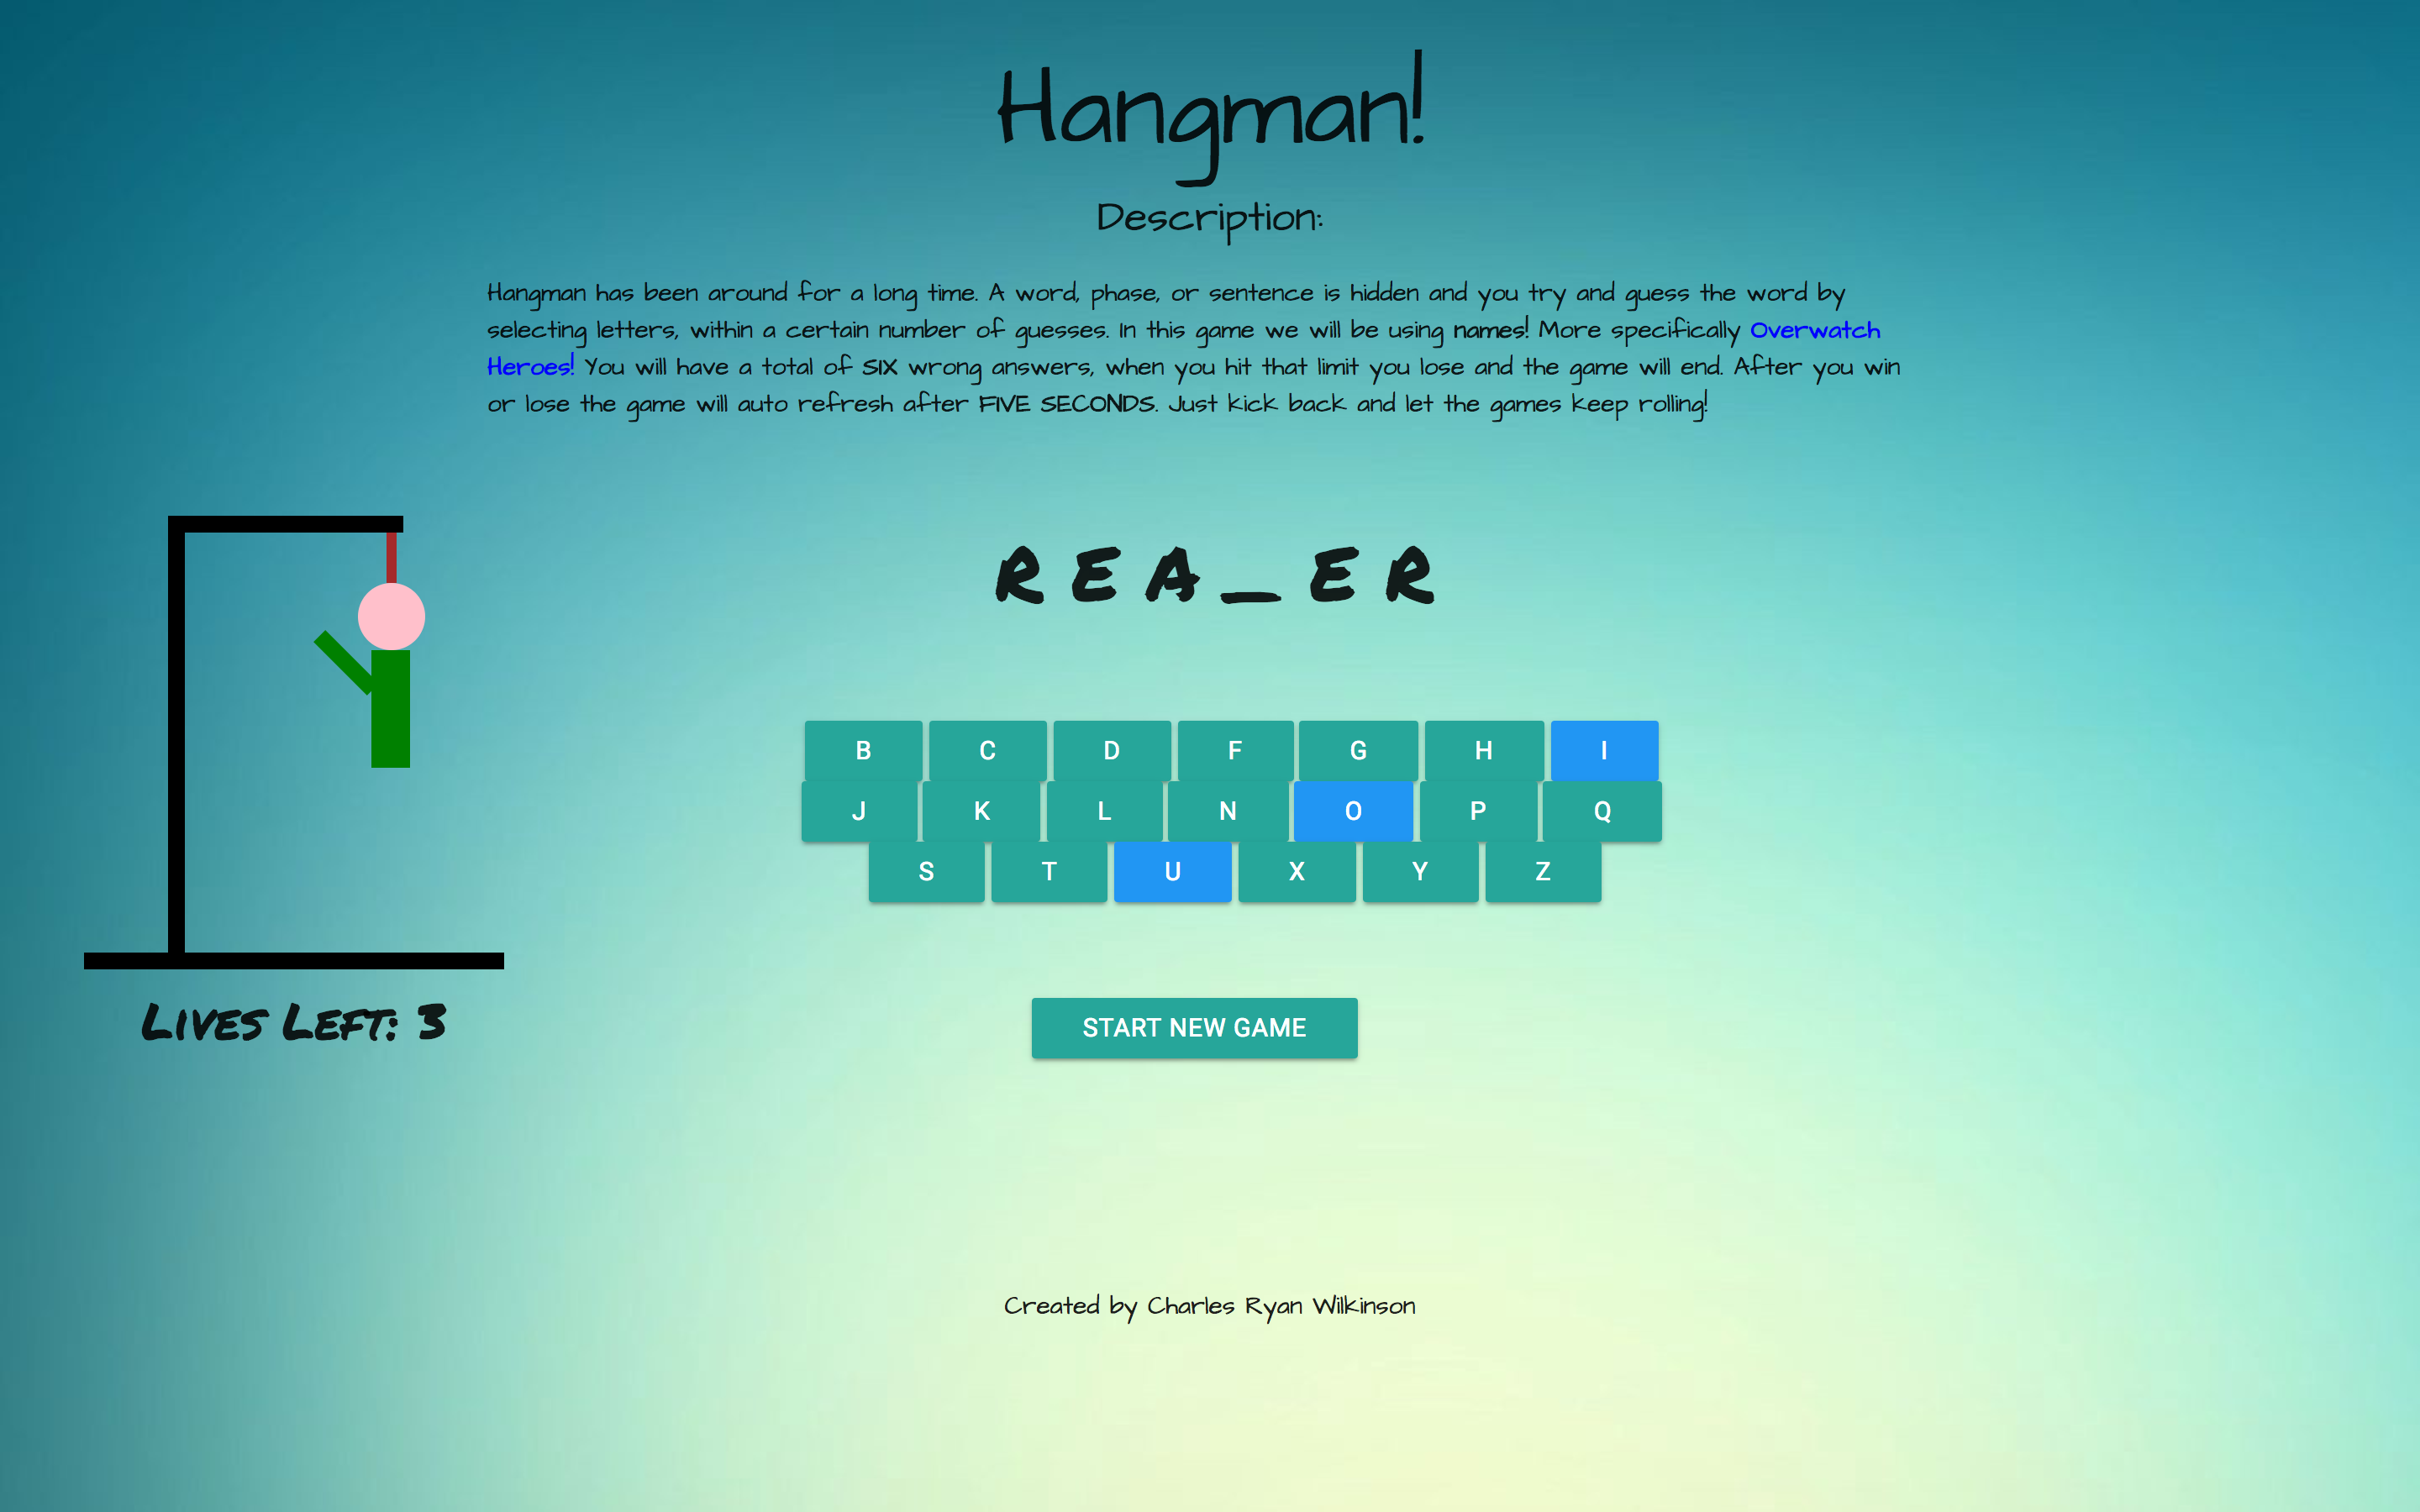 Hangman!
Description:
Hangman has been around for a long time. A word, phase, or sentence is hidden and you try and guess the word by
selecting letters, within a certain number of guesses. In this game we will be using names! More specifically Overwatch
Heroes! You will have a total of SIX wrong answers, when you hit that limit you lose and the game will end. After you win
or lose the game will auto refresh after FIVE SECONDS. Just kick back and let the games keep rolling!
R E A _ E R
B C D F G H I
J K L N O P Q
S T U X Y Z
Lives Left: 3
START NEW GAME
Created by Charles Ryan Wilkinson